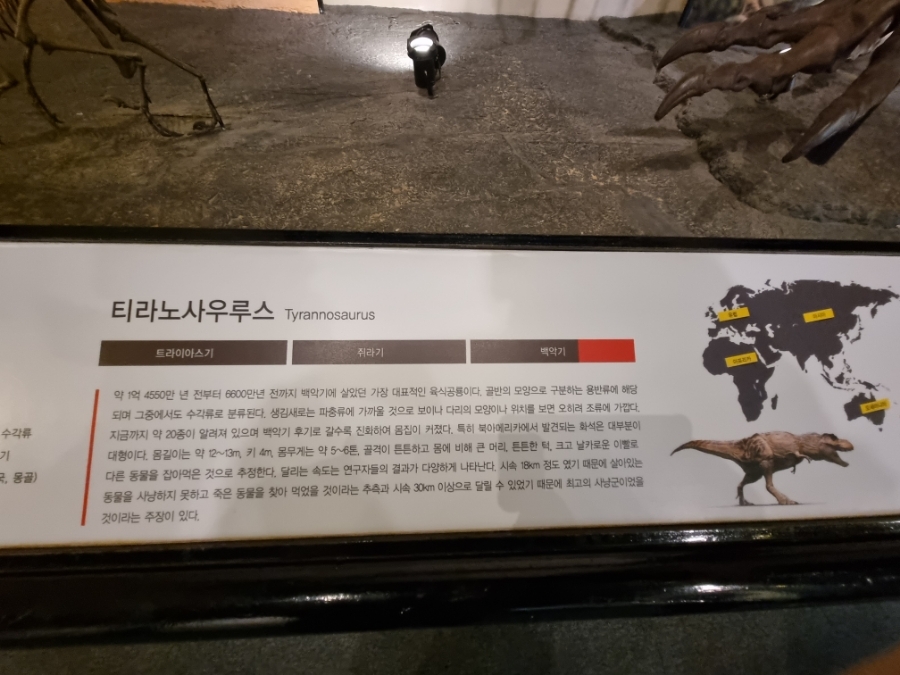 티라노사우루스 Tyrannosaurus
트라이아스기 쥐라기 백악기
유럽
아시아
아프리카
약 1억 4550만 년 전부터 6600만년 전까지 백악기에 살았던 가장 대표적인 육식공룡이다. 골반의 모양으로 구분하는 용반류에 해당
되며 그중에서도 수각류로 분류된다. 생김새로는 파충류에 가까울 것으로 보이나 다리의 모양이나 위치를 보면 오히려 조류에 가깝다.
지금까지 약 20종이 알려져 있으며 백악기 후기로 갈수록 진화하여 몸집이 커졌다. 특히 북아메리카에서 발견되는 화석은 대부분이
대형이다. 몸길이는 약 12~13m, 키 4m, 몸무게는 약 5~6톤, 골격이 튼튼하고 몸에 비해 큰 머리, 튼튼한 턱, 크고 날카로운 이빨로
다른 동물을 잡아먹은 것으로 추정한다. 달리는 속도는 연구자들의 결과가 다양하게 나타난다. 시속 18km 정도 였기 때문에 살아있는
동물을 사냥하지 못하고 죽은 동물을 찾아 먹었을 것이라는 추측과 시속 30km 이상으로 달릴 수 있었기 때문에 최고의 사냥군이었을
것이라는 주장이 있다.
수각류
기
국, 몽골)